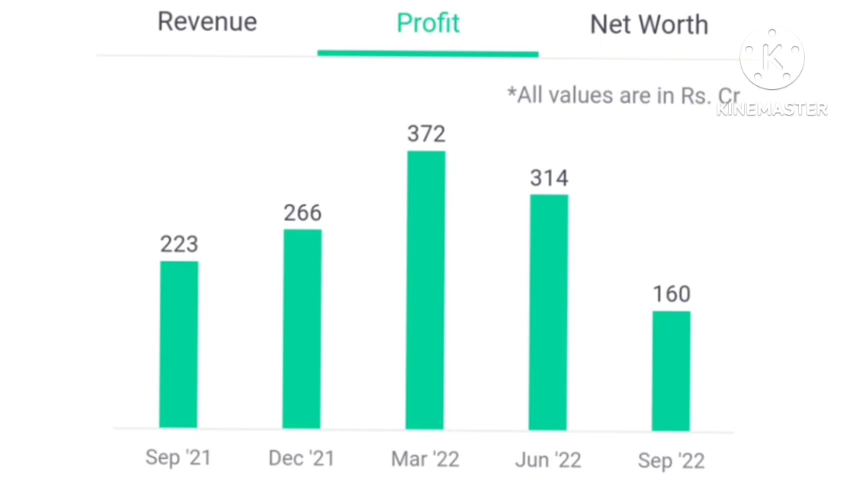 Revenue Profit Net Worth
*All values are in Rs. Cr
K
KINEMASTER
372
314
266
223
160
Sep '21 Dec '21 Mar '22 Jun '22 Sep '22